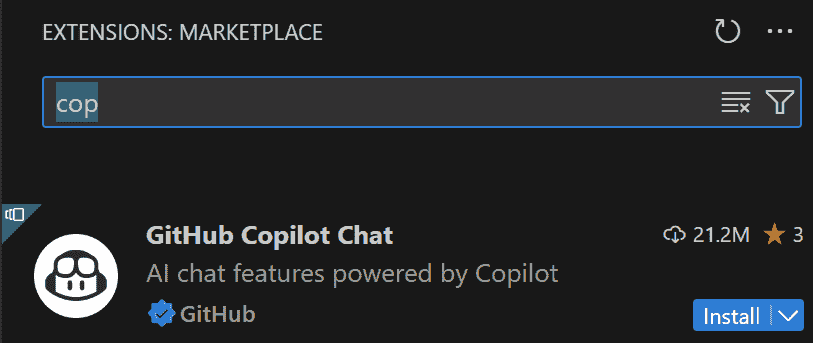 EXTENSIONS: MARKETPLACE
cop
GitHub Copilot Chat 21.2M 3
AI chat features powered by Copilot
GitHub Install